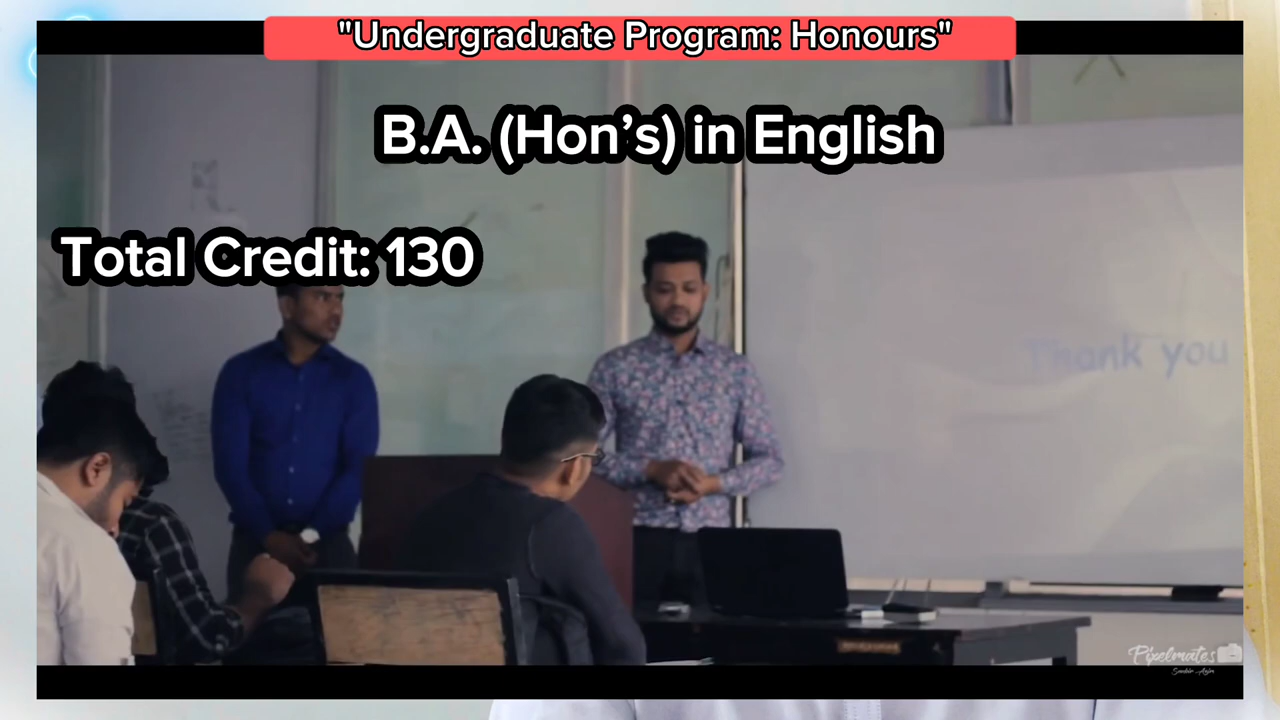 "Undergraduate Program: Honours"
B.A. (Hon’s) in English
Total Credit: 130
Thank you
Pixelmates